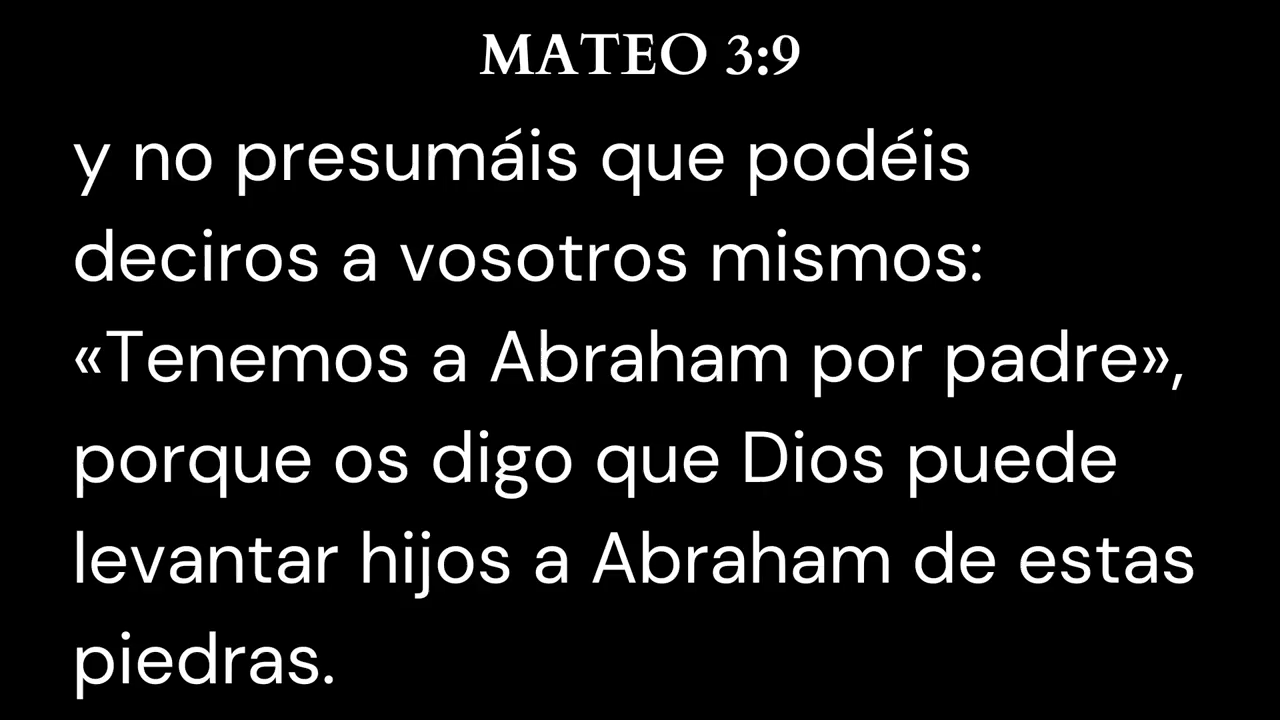 MATEO 3:9
y no presumáis que podéis
deciros a vosotros mismos:
«Tenemos a Abraham por padre»,
porque os digo que Dios puede
levantar hijos a Abraham de estas
piedras.